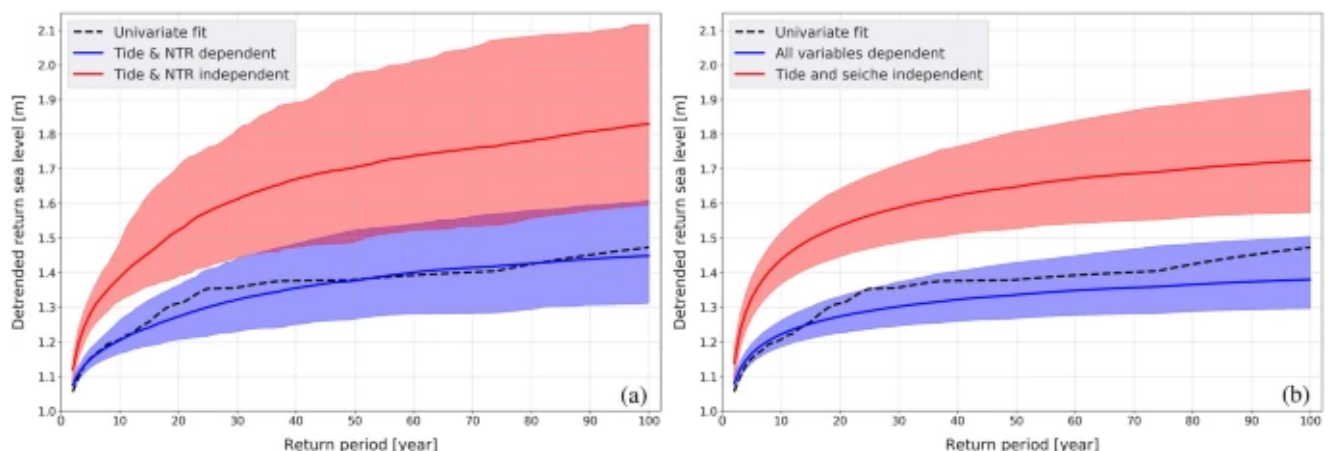 Univariate fit
Tide & NTR dependent
Tide & NTR independent
Detrended return sea level [m]
2.1
2.0
1.9
1.8
1.7
1.6
1.5
1.4
1.3
1.2
1.1
1.0
0 10 20 30 40 50 60 70 80 90 100
Return period [year]
(a)
Univariate fit
All variables dependent
Tide and seiche independent
Detrended return sea level [m]
2.1
2.0
1.9
1.8
1.7
1.6
1.5
1.4
1.3
1.2
1.1
1.0
0 10 20 30 40 50 60 70 80 90 100
Return period [year]
(b)